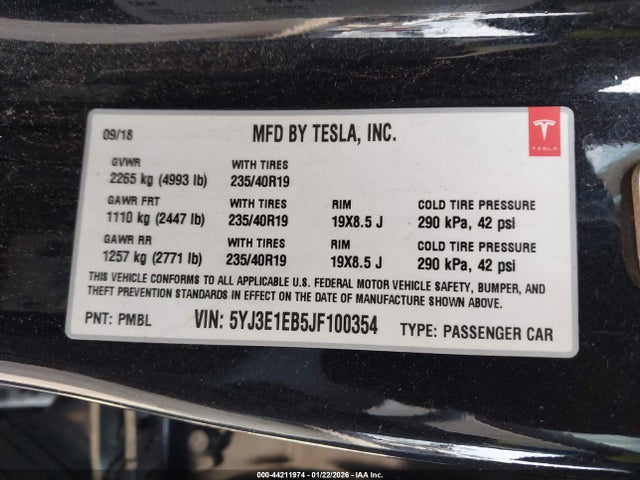 09/18 MFD BY TESLA, INC.
TESLA
GVWR WITH TIRES
2265 kg (4993 lb) 235/40R19
GAWR FRT WITH TIRES RIM COLD TIRE PRESSURE
1110 kg (2447 lb) 235/40R19 19X8.5 J 290 kPa, 42 psi
GAWR RR WITH TIRES RIM COLD TIRE PRESSURE
1257 kg (2771 lb) 235/40R19 19X8.5 J 290 kPa, 42 psi
THIS VEHICLE CONFORMS TO ALL APPLICABLE U.S. FEDERAL MOTOR VEHICLE SAFETY, BUMPER, AND
THEFT PREVENTION STANDARDS IN EFFECT ON THE DATE OF MANUFACTURE SHOWN ABOVE.
PNT: PMBL VIN: 5YJ3E1EB5JF100354 TYPE: PASSENGER CAR
000-44211974 - 01/22/2026 - IAA Inc.